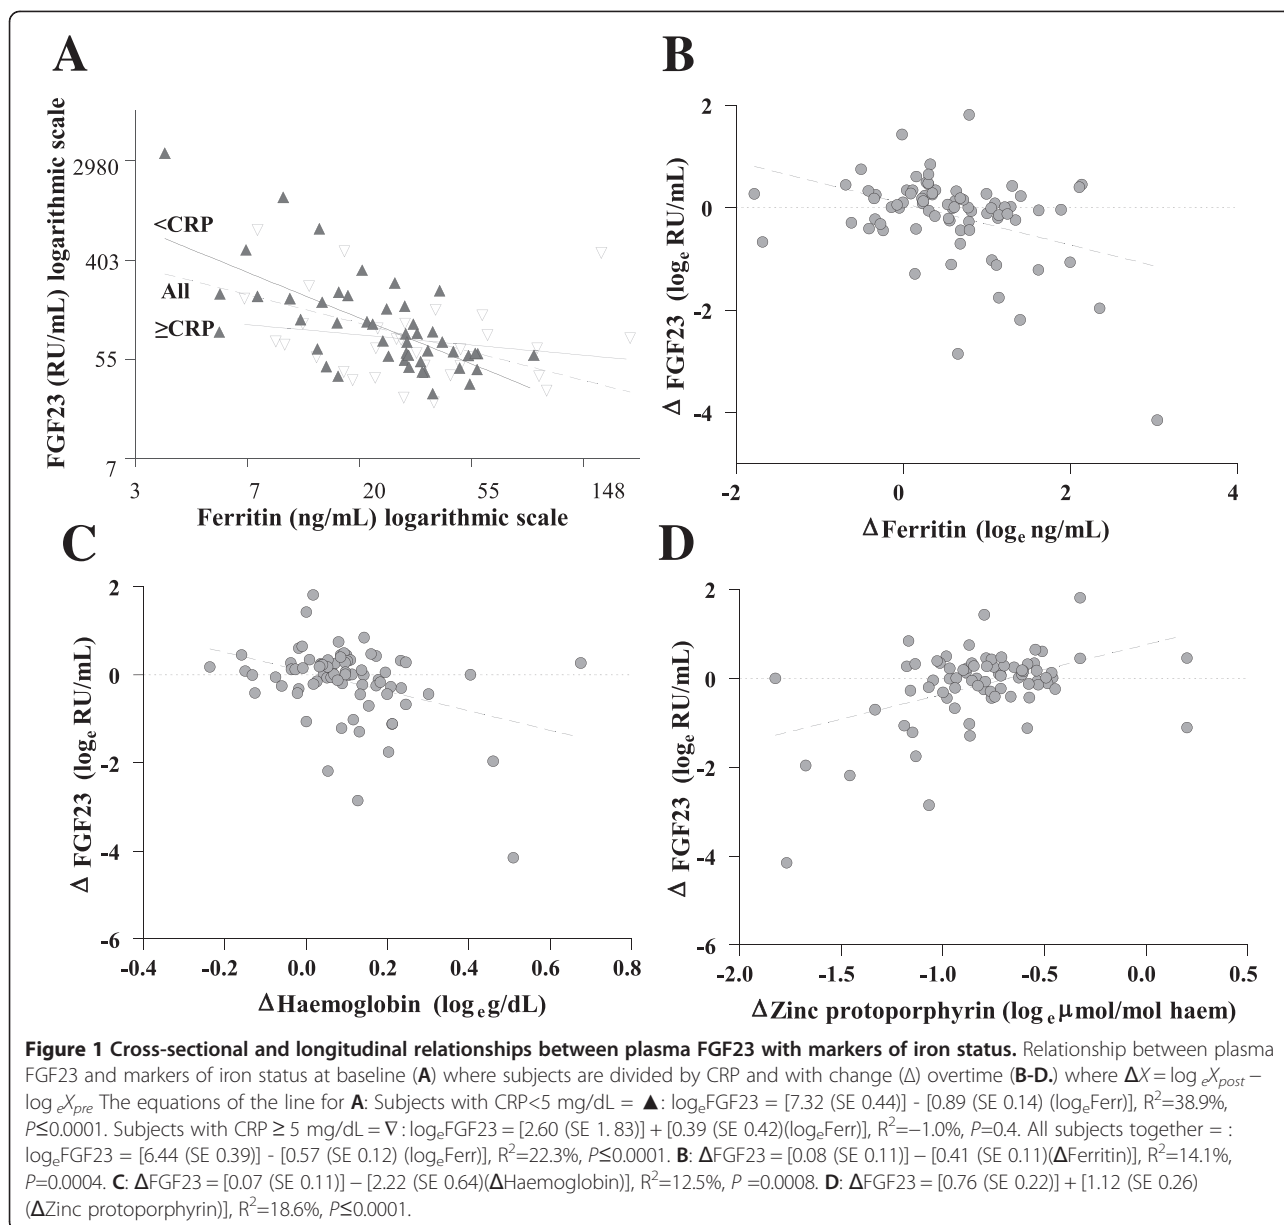 A
FGF23 (RU/mL) logarithmic scale
2980
403
55
7
<CRP
All
≥CRP
3 7 20 55 148
Ferritin (ng/mL) logarithmic scale
B
Δ FGF23 (logₑ RU/mL)
2
0
-2
-4
-2 0 2 4
ΔFerritin (logₑ ng/mL)
C
Δ FGF23 (logₑ RU/mL)
2
0
-2
-4
-6
-0.4 -0.2 0.0 0.2 0.4 0.6 0.8
ΔHaemoglobin (logₑg/dL)
D
Δ FGF23 (logₑ RU/mL)
2
0
-2
-4
-6
-2.0 -1.5 -1.0 -0.5 0.0 0.5
ΔZinc protoporphyrin (logₑ μmol/mol haem)
Figure 1 Cross-sectional and longitudinal relationships between plasma FGF23 with markers of iron status. Relationship between plasma
FGF23 and markers of iron status at baseline (A) where subjects are divided by CRP and with change (Δ) overtime (B-D.) where ΔX = log ₑXpost –
log ₑXpre The equations of the line for A: Subjects with CRP<5 mg/dL = ▲: logₑFGF23 = [7.32 (SE 0.44)] - [0.89 (SE 0.14) (logₑFerr)], R²=38.9%,
P≤0.0001. Subjects with CRP ≥ 5 mg/dL = ∇ : logₑFGF23 = [2.60 (SE 1. 83)] + [0.39 (SE 0.42)(logₑFerr)], R²=−1.0%, P=0.4. All subjects together = :
logₑFGF23 = [6.44 (SE 0.39)] - [0.57 (SE 0.12) (logₑFerr)], R²=22.3%, P≤0.0001. B: ΔFGF23 = [0.08 (SE 0.11)] − [0.41 (SE 0.11)(ΔFerritin)], R²=14.1%,
P=0.0004. C: ΔFGF23 = [0.07 (SE 0.11)] − [2.22 (SE 0.64)(ΔHaemoglobin)], R²=12.5%, P =0.0008. D: ΔFGF23 = [0.76 (SE 0.22)] + [1.12 (SE 0.26)
(ΔZinc protoporphyrin)], R²=18.6%, P≤0.0001.